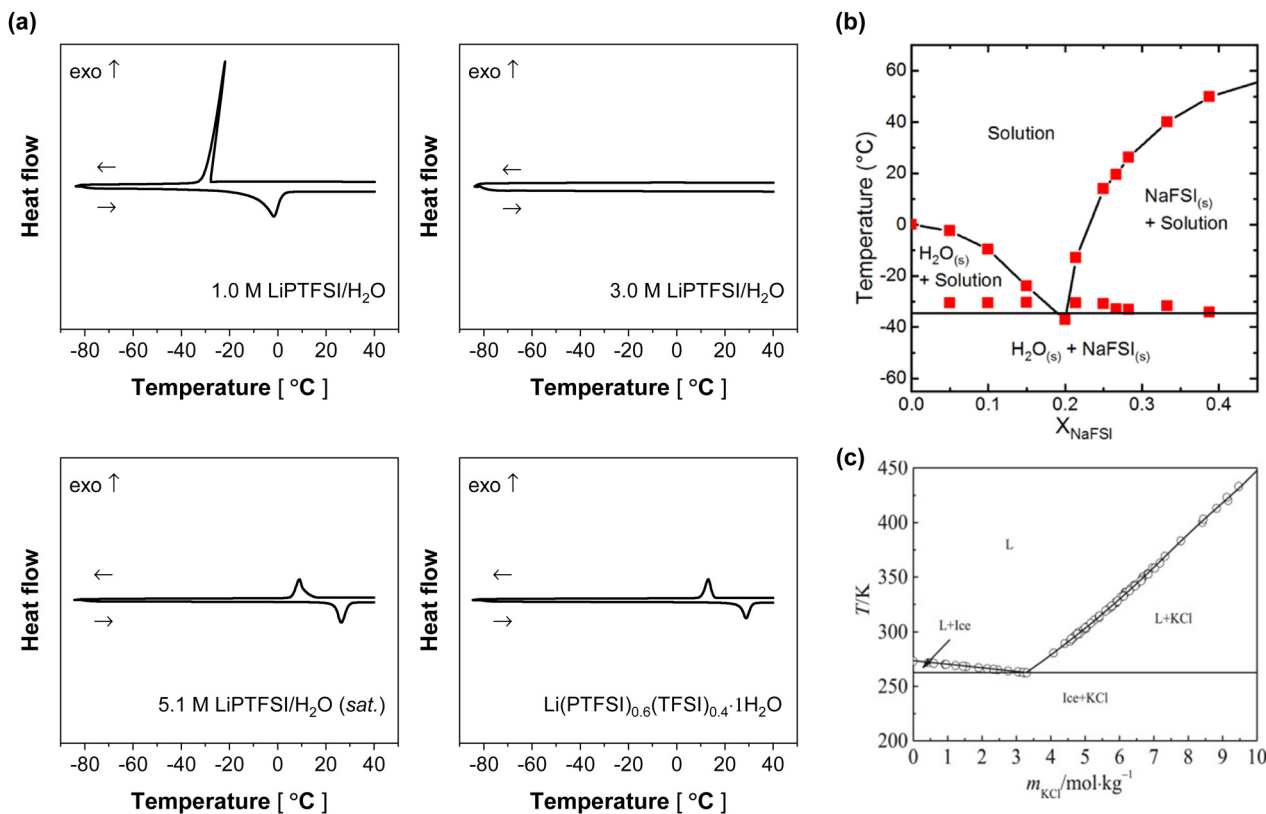 (a)
exo ↑
Heat flow
←
→
1.0 M LiPTFSI/H₂O
-80 -60 -40 -20 0 20 40
Temperature [ °C ]
exo ↑
Heat flow
←
→
3.0 M LiPTFSI/H₂O
-80 -60 -40 -20 0 20 40
Temperature [ °C ]
exo ↑
Heat flow
←
→
5.1 M LiPTFSI/H₂O (sat.)
-80 -60 -40 -20 0 20 40
Temperature [ °C ]
exo ↑
Heat flow
←
→
Li(PTFSI)₀.₆(TFSI)₀.₄·1H₂O
-80 -60 -40 -20 0 20 40
Temperature [ °C ]
(b)
Temperature (°C)
60
40
20
0
-20
-40
-60
Solution
NaFSI₍s₎
+ Solution
H₂O₍s₎
+ Solution
H₂O₍s₎ + NaFSI₍s₎
0.0 0.1 0.2 0.3 0.4
X_NaFSI
(c)
T/K
450
400
350
300
250
200
L
L+KCl
L+Ice
Ice+KCl
0 1 2 3 4 5 6 7 8 9 10
m_KCl/mol·kg⁻¹